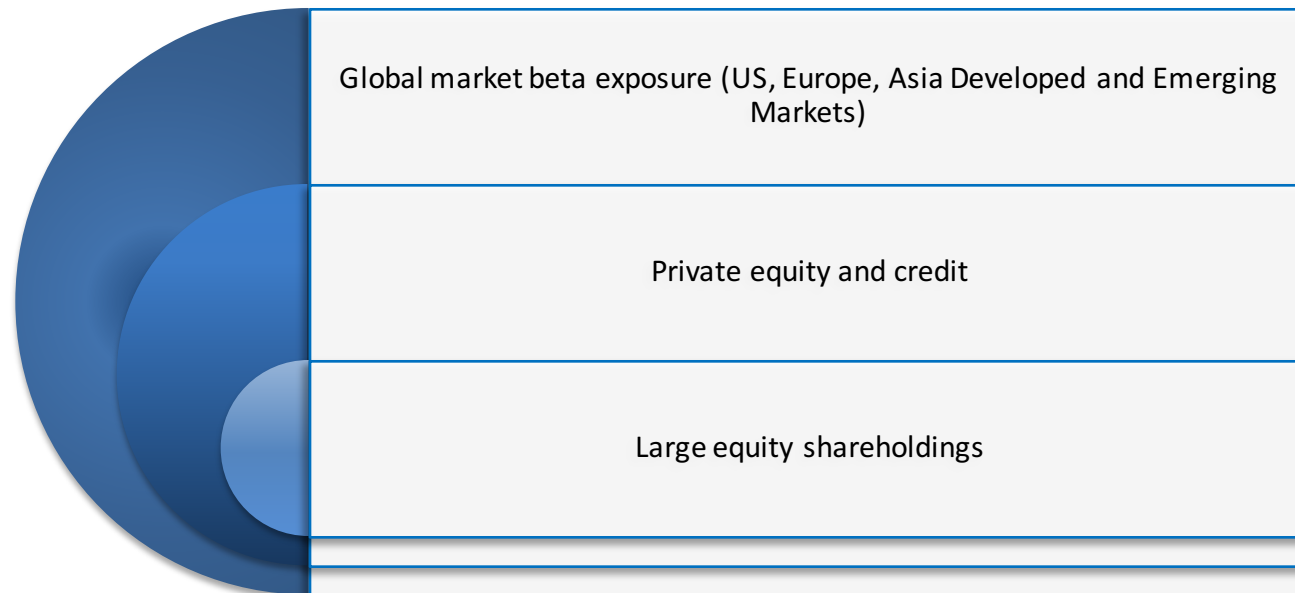 Global market beta exposure (US, Europe, Asia Developed and Emerging
Markets)
Private equity and credit
Large equity shareholdings